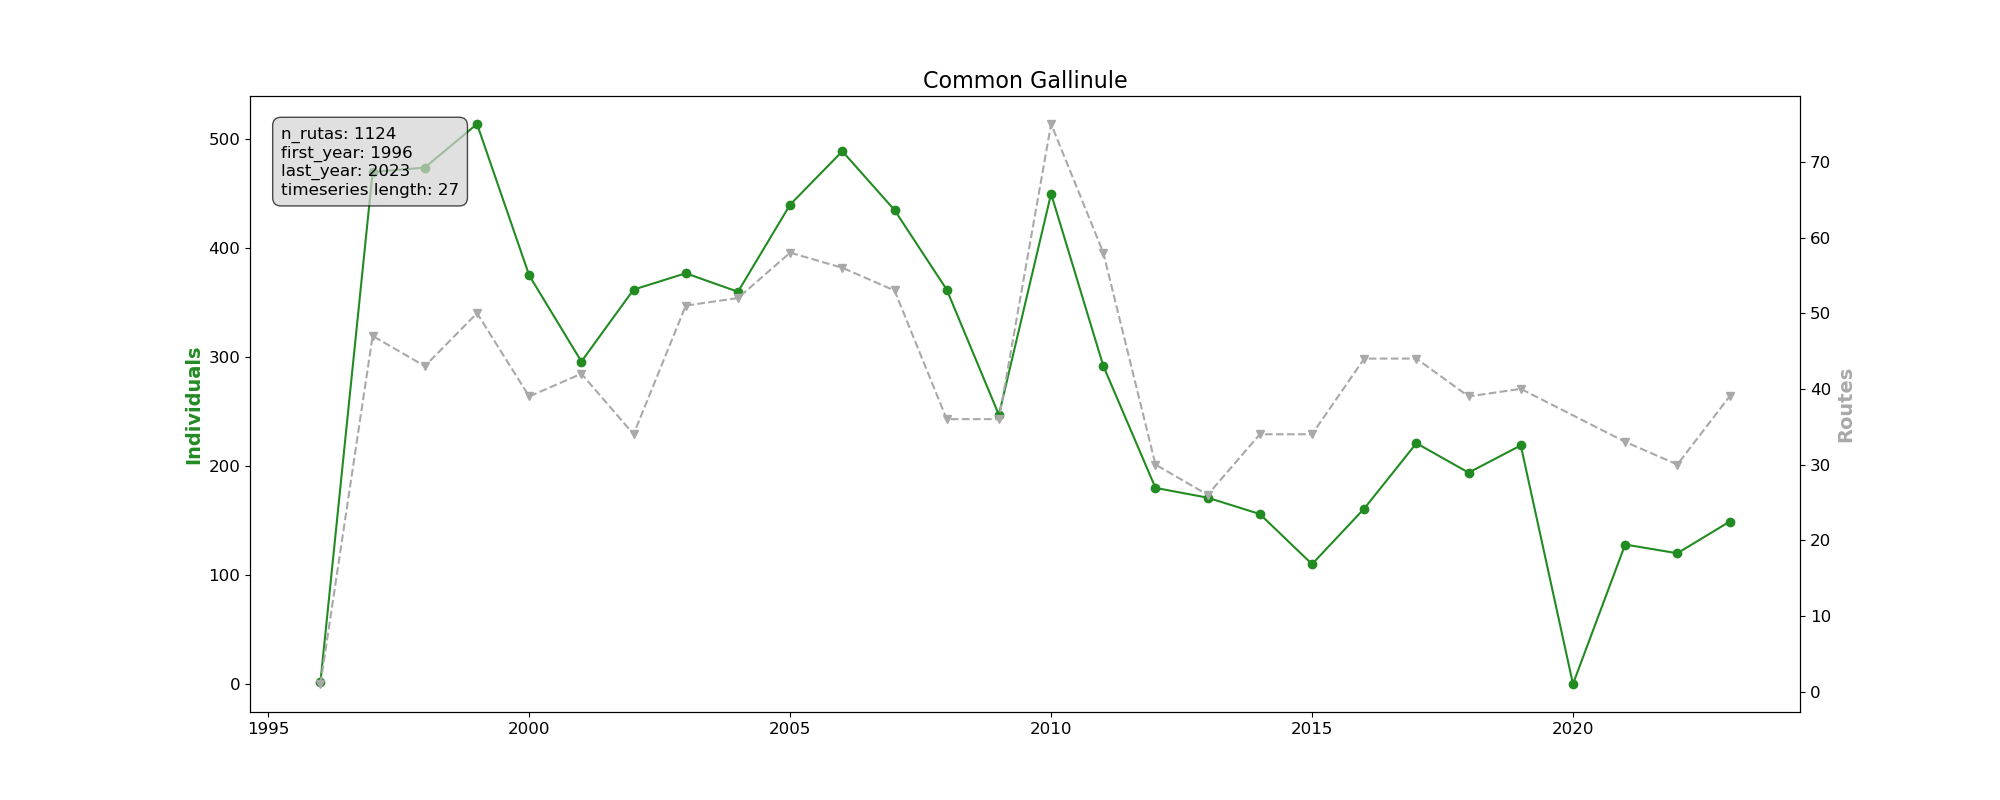 Common Gallinule
n_rutas: 1124
first_year: 1996
last_year: 2023
timeseries length: 27
500
400
300
200
100
0
Individuals
70
60
50
40
30
20
10
0
Routes
1995
2000
2005
2010
2015
2020